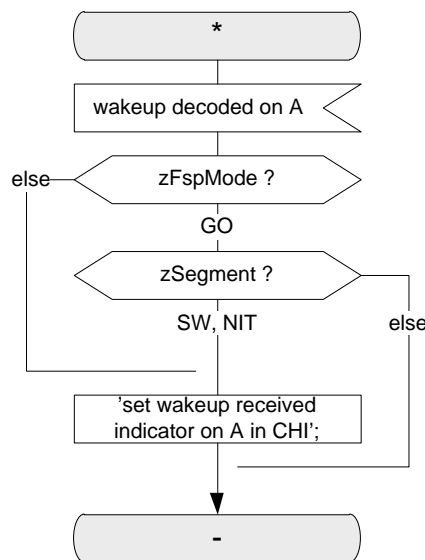 *
wakeup decoded on A
zFspMode ?
else
GO
zSegment ?
SW, NIT
else
'set wakeup received
indicator on A in CHI';
-